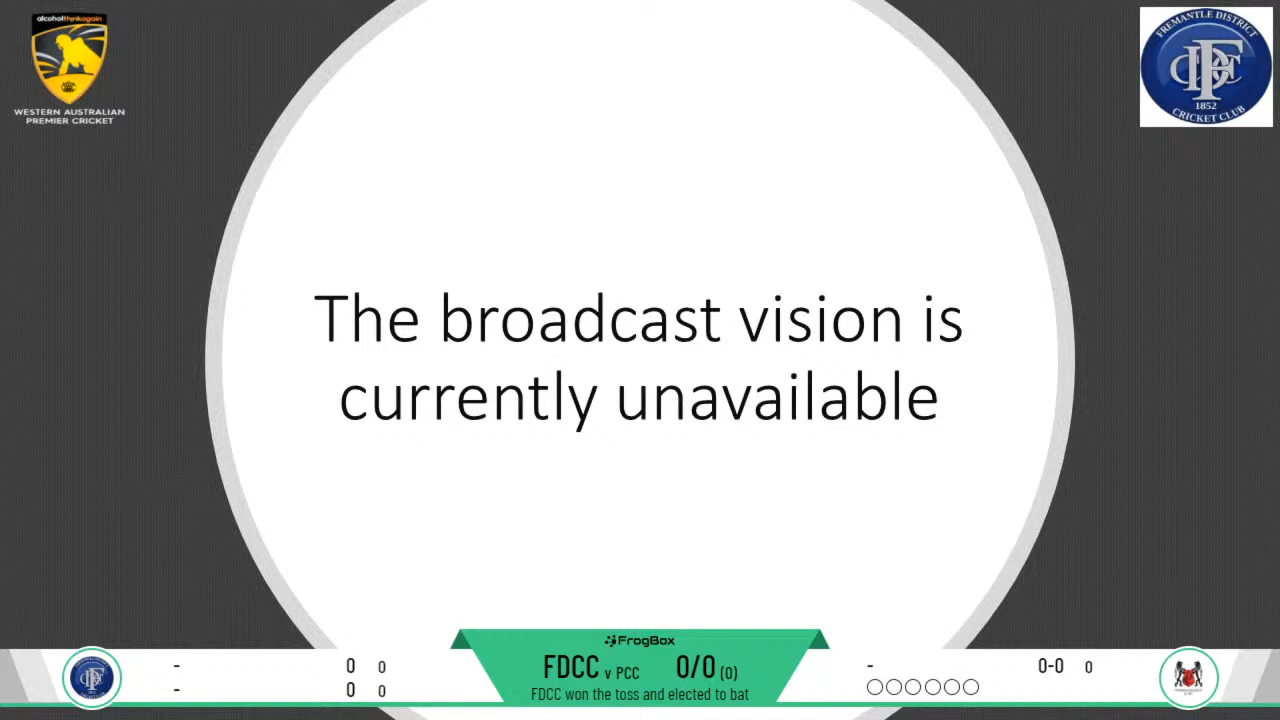 alcoholthinkagain
WESTERN AUSTRALIAN
PREMIER CRICKET
FREMANTLE DISTRICT
1852
CRICKET CLUB
The broadcast vision is
currently unavailable
FrogBox
- 0 0
- 0 0
FDCC v PCC 0/0 (0)
FDCC won the toss and elected to bat
- 0-0 0